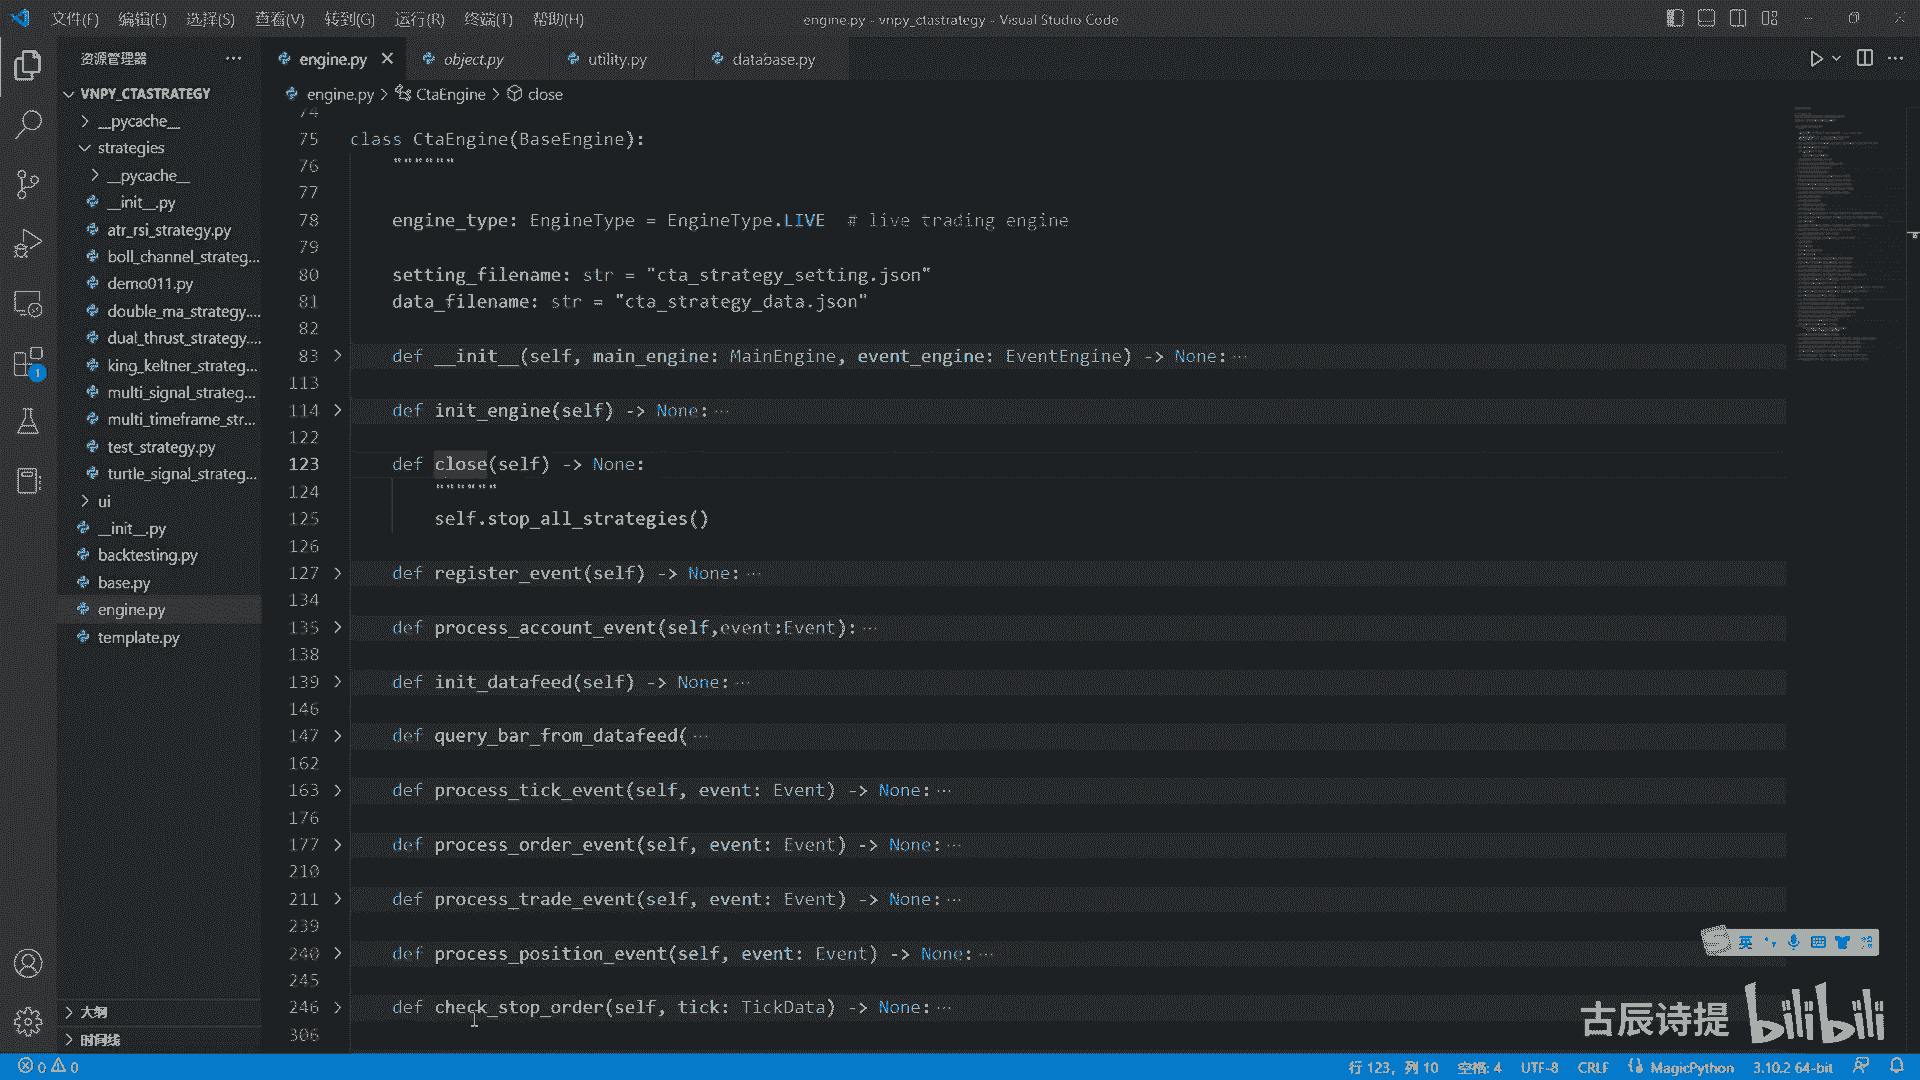 文件(F) 编辑(E) 选择(S) 查看(V) 转到(G) 运行(R) 终端(T) 帮助(H)
engine.py - vnpy_ctastrategy - Visual Studio Code
资源管理器 ···
engine.py
object.py
utility.py
database.py
engine.py > CtaEngine > close
VNPY_CTASTRATEGY
__pycache__
strategies
__pycache__
__init__.py
atr_rsi_strategy.py
boll_channel_strateg...
demo011.py
double_ma_strategy....
dual_thrust_strategy....
king_keltner_strateg...
multi_signal_strateg...
multi_timeframe_str...
test_strategy.py
turtle_signal_strateg...
ui
__init__.py
backtesting.py
base.py
engine.py
template.py
大纲
时间线
1
74
75 class CtaEngine(BaseEngine):
76 """"""
77
78 engine_type: EngineType = EngineType.LIVE  # live trading engine
79
80 setting_filename: str = "cta_strategy_setting.json"
81 data_filename: str = "cta_strategy_data.json"
82
83 def __init__(self, main_engine: MainEngine, event_engine: EventEngine) -> None:···
113
114 def init_engine(self) -> None:···
122
123 def close(self) -> None:
124 """"""
125 self.stop_all_strategies()
126
127 def register_event(self) -> None:···
134
135 def process_account_event(self,event:Event):···
138
139 def init_datafeed(self) -> None:···
146
147 def query_bar_from_datafeed(···
162
163 def process_tick_event(self, event: Event) -> None:···
176
177 def process_order_event(self, event: Event) -> None:···
210
211 def process_trade_event(self, event: Event) -> None:···
239
240 def process_position_event(self, event: Event) -> None:···
245
246 def check_stop_order(self, tick: TickData) -> None:···
306
英
古辰诗提 bilibili
0 0
行 123，列 10 空格: 4 UTF-8 CRLF MagicPython 3.10.2 64-bit